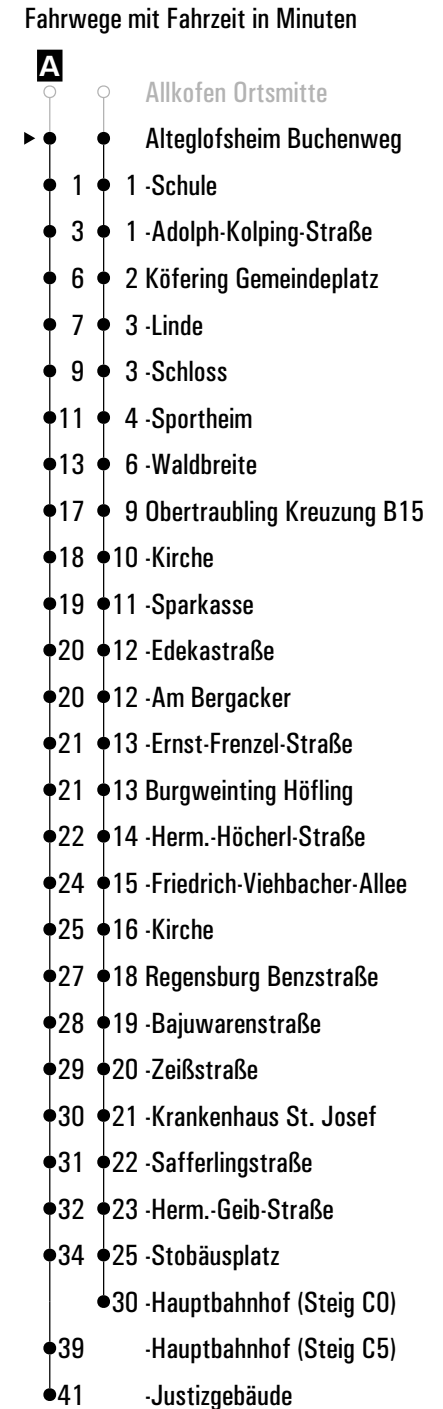 Fahrwege mit Fahrzeit in Minuten
A
Allkofen Ortsmitte
Alteglofsheim Buchenweg
1 1 -Schule
3 1 -Adolph-Kolping-Straße
6 2 Köfering Gemeindeplatz
7 3 -Linde
9 3 -Schloss
11 4 -Sportheim
13 6 -Waldbreite
17 9 Obertraubling Kreuzung B15
18 10 -Kirche
19 11 -Sparkasse
20 12 -Edekastraße
20 12 -Am Bergacker
21 13 -Ernst-Frenzel-Straße
21 13 Burgweinting Höfling
22 14 -Herm.-Höcherl-Straße
24 15 -Friedrich-Viehbacher-Allee
25 16 -Kirche
27 18 Regensburg Benzstraße
28 19 -Bajuwarenstraße
29 20 -Zeißstraße
30 21 -Krankenhaus St. Josef
31 22 -Safferlingstraße
32 23 -Herm.-Geib-Straße
34 25 -Stobäusplatz
30 -Hauptbahnhof (Steig C0)
39 -Hauptbahnhof (Steig C5)
41 -Justizgebäude